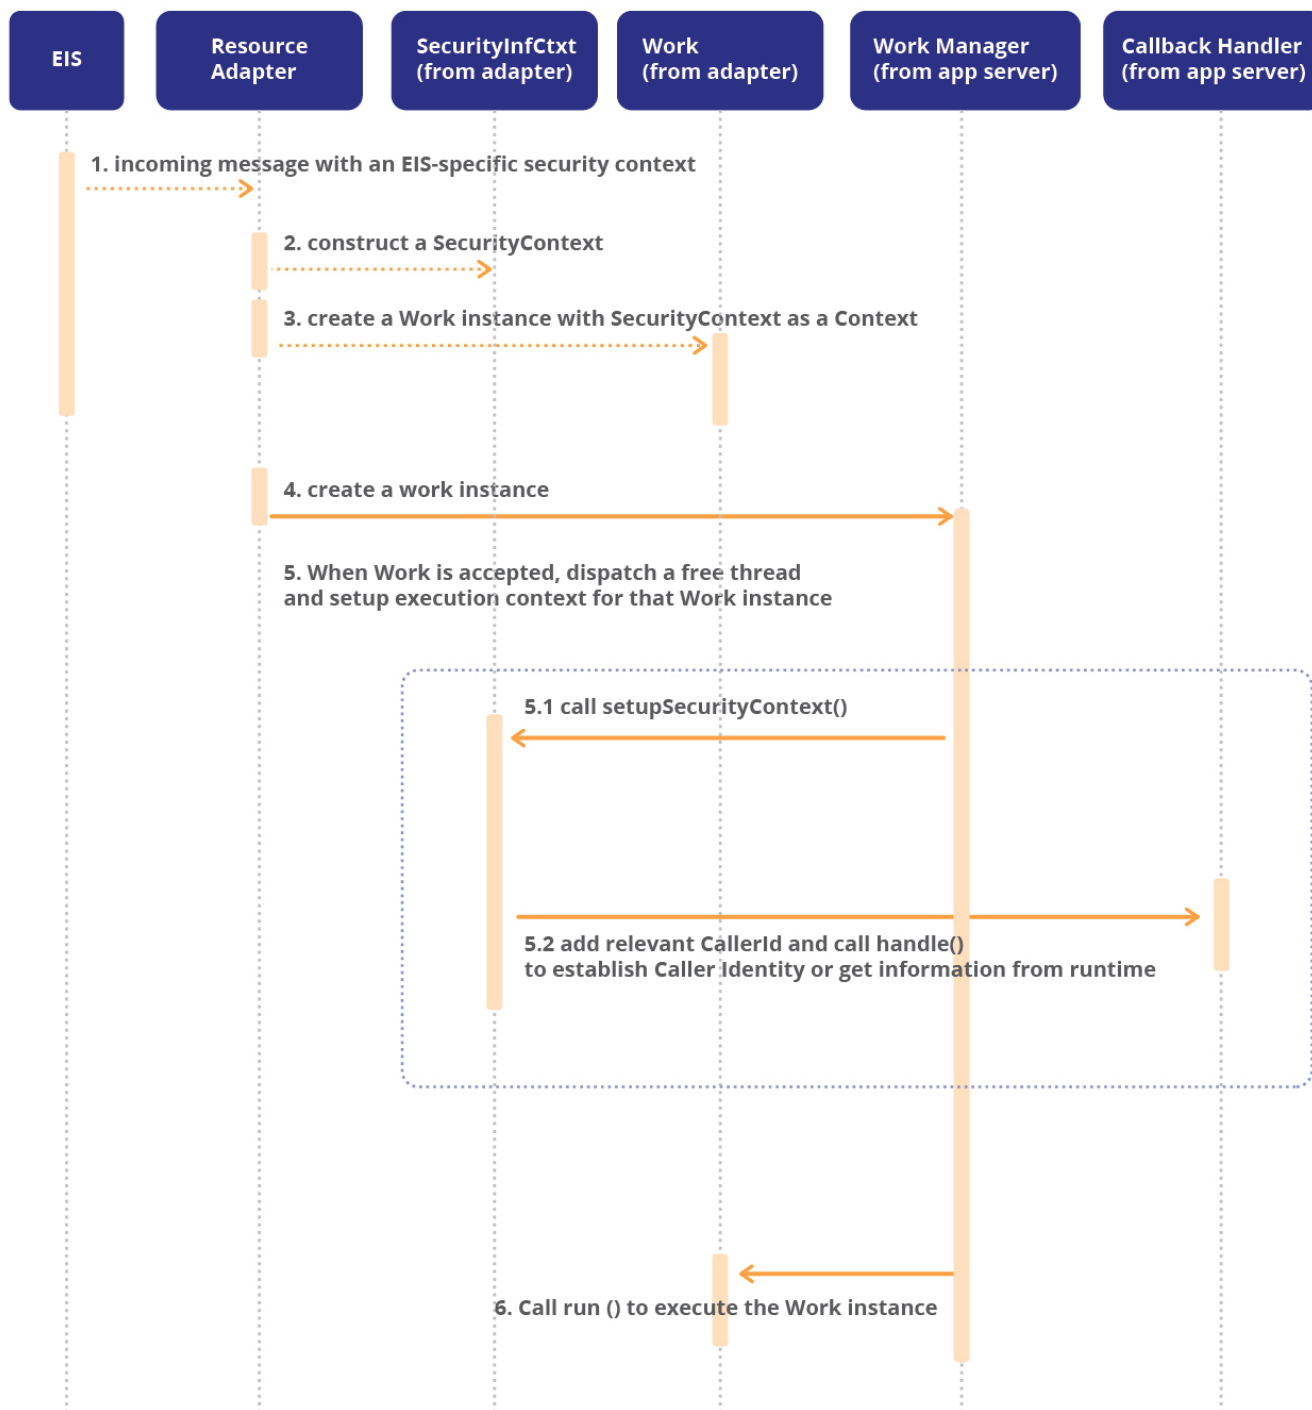 EIS
Resource
Adapter
SecurityInfCtxt
(from adapter)
Work
(from adapter)
Work Manager
(from app server)
Callback Handler
(from app server)
1. incoming message with an EIS-specific security context
2. construct a SecurityContext
3. create a Work instance with SecurityContext as a Context
4. create a work instance
5. When Work is accepted, dispatch a free thread
and setup execution context for that Work instance
5.1 call setupSecurityContext()
5.2 add relevant CallerId and call handle()
to establish Caller Identity or get information from runtime
6. Call run () to execute the Work instance